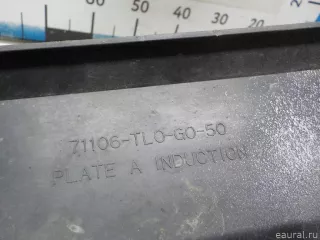 60 50 40 30 20
71106-TL0-G0-50
PLATE A INDUCTION
eaural.ru